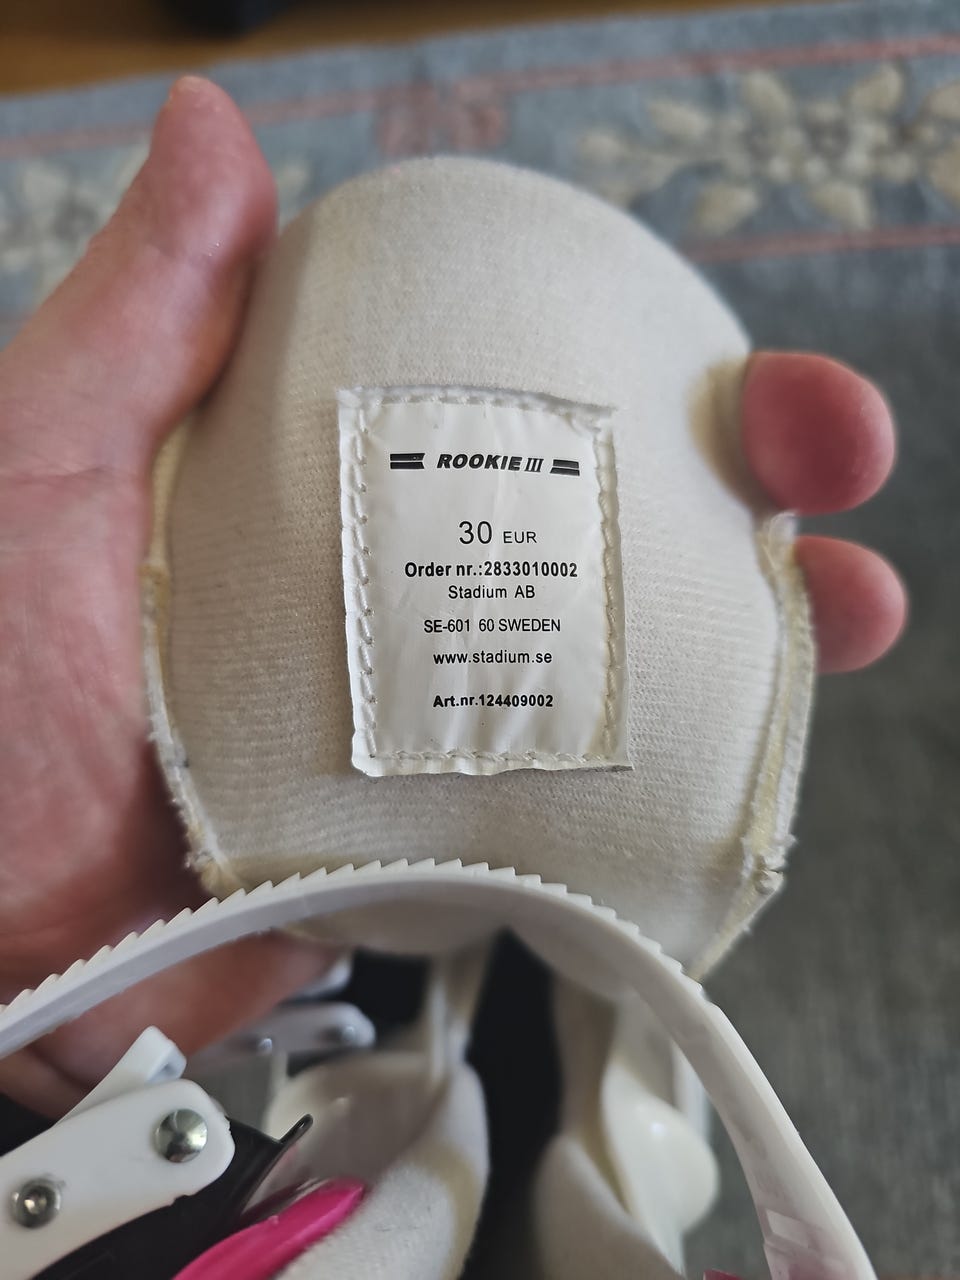 ROOKIE III
30 EUR
Order nr.:2833010002
Stadium AB
SE-601 60 SWEDEN
www.stadium.se
Art.nr.124409002